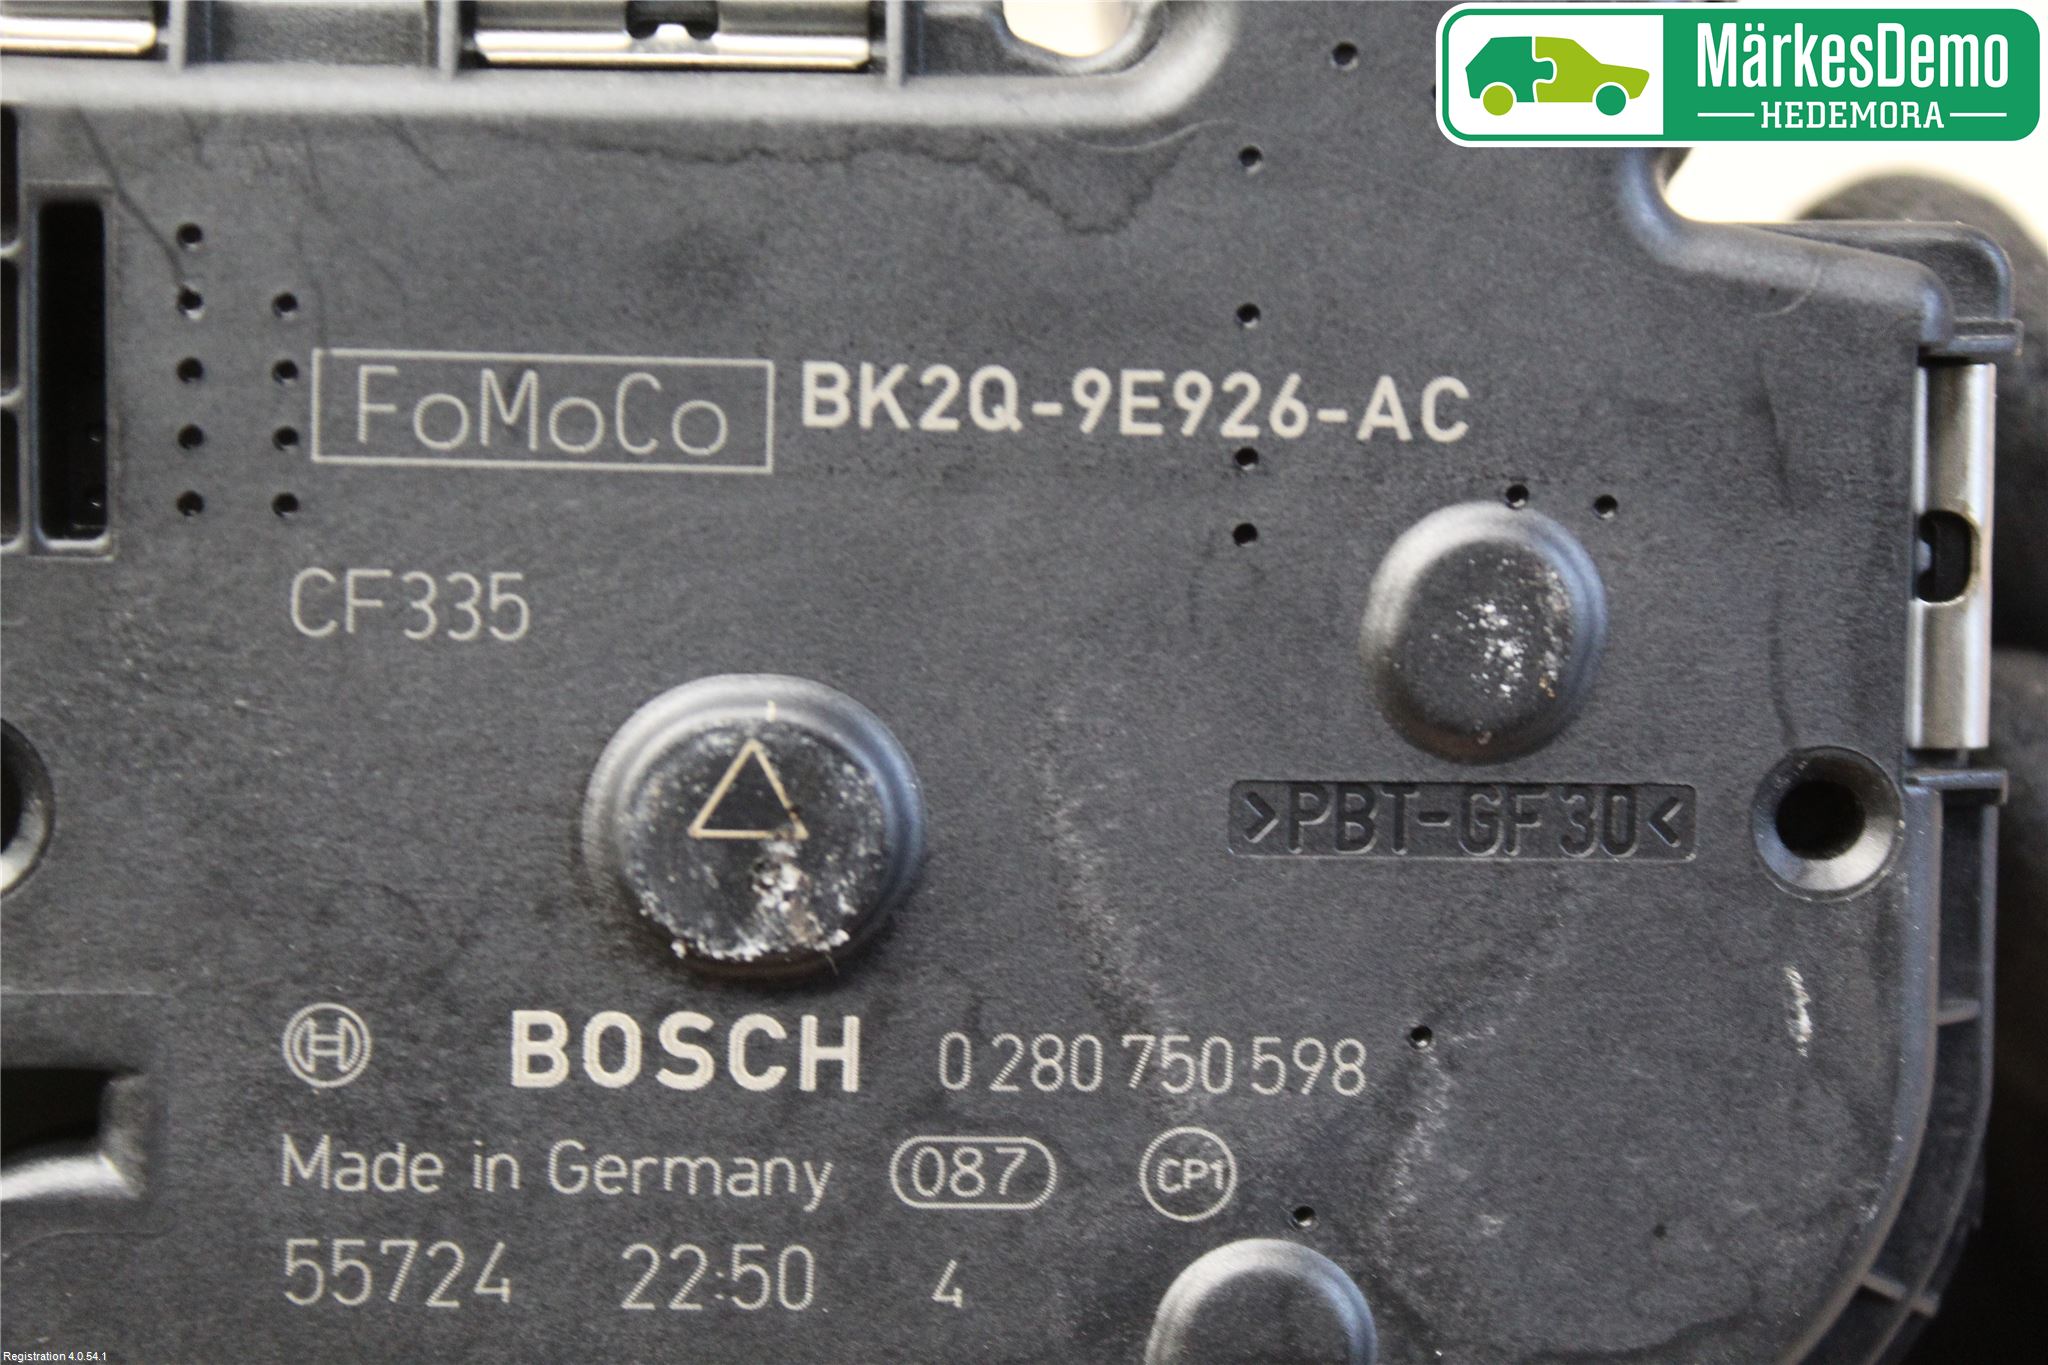 MärkesDemo
HEDEMORA
FoMoCo BK2Q-9E926-AC
CF335
>PBT-GF30<
BOSCH 0 280 750 598
Made in Germany 087 CP1
55724 22:50 4
Registration 4.0.54.1